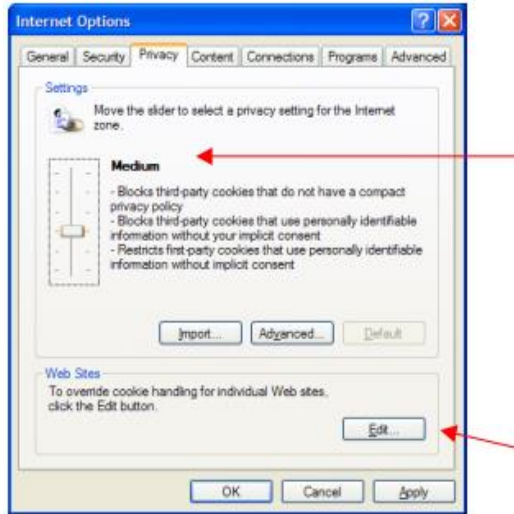 Internet Options
General Security Privacy Content Connections Programs Advanced
Settings
Move the slider to select a privacy setting for the Internet
zone.
Medium
- Blocks third-party cookies that do not have a compact
privacy policy
- Blocks third-party cookies that use personally identifiable
information without your implicit consent
- Restricts first-party cookies that use personally identifiable
information without implicit consent
Import... Advanced... Default
Web Sites
To override cookie handling for individual Web sites,
click the Edit button.
Edit...
OK Cancel Apply